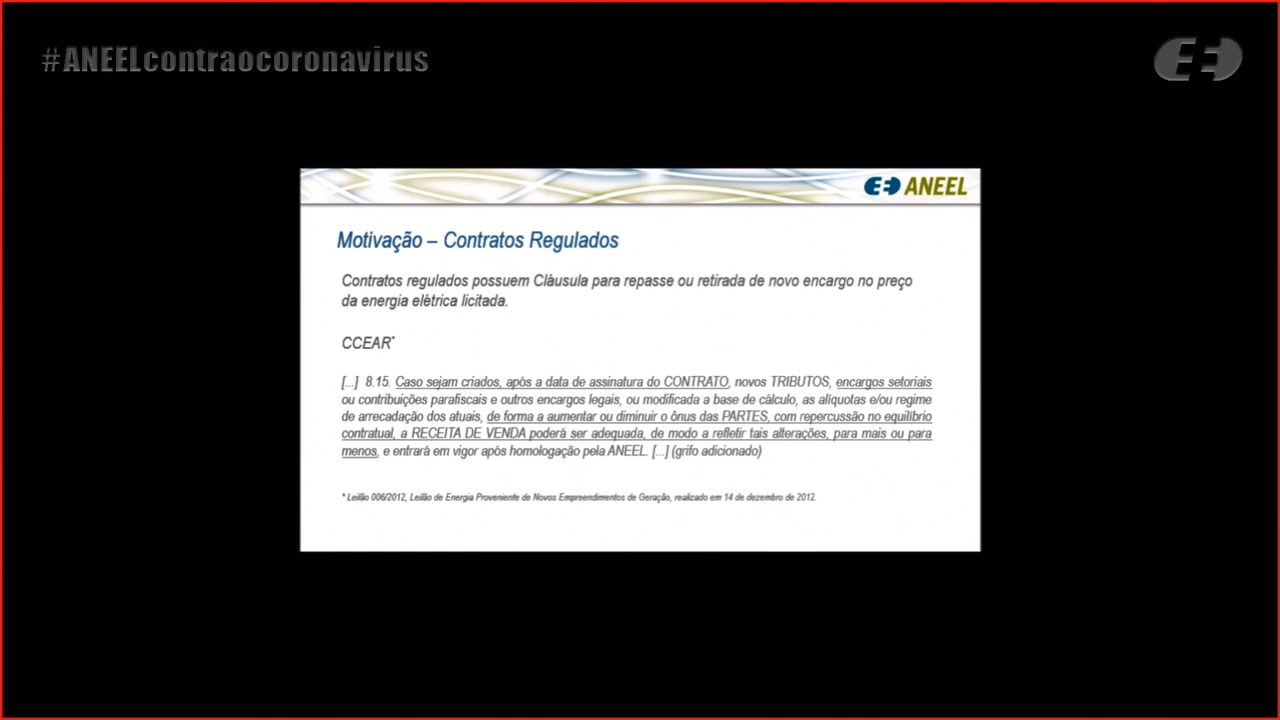 #ANEELcontraocoronavirus
ANEEL
Motivação – Contratos Regulados
Contratos regulados possuem Cláusula para repasse ou retirada de novo encargo no preço
da energia elétrica licitada.
CCEAR*
[...] 8.15. Caso sejam criados, após a data de assinatura do CONTRATO, novos TRIBUTOS, encargos setoriais
ou contribuições parafiscais e outros encargos legais, ou modificada a base de cálculo, as alíquotas e/ou regime
de arrecadação dos atuais, de forma a aumentar ou diminuir o ônus das PARTES, com repercussão no equilíbrio
contratual, a RECEITA DE VENDA poderá ser adequada, de modo a refletir tais alterações, para mais ou para
menos, e entrará em vigor após homologação pela ANEEL. [...] (grifo adicionado)
* Leilão 006/2012, Leilão de Energia Proveniente de Novos Empreendimentos de Geração, realizado em 14 de dezembro de 2012.